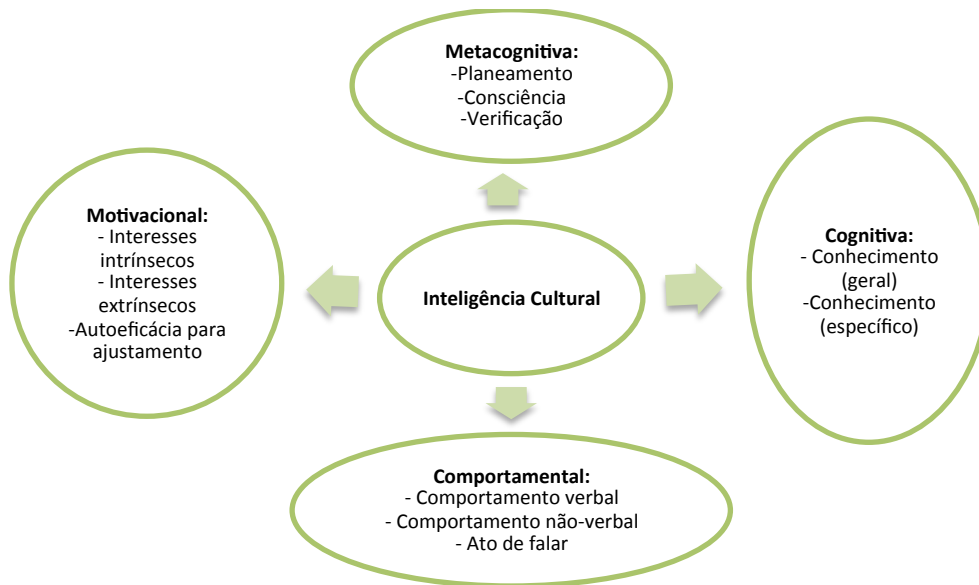 Metacognitiva:
-Planeamento
-Consciência
-Verificação
Motivacional:
- Interesses
intrínsecos
- Interesses
extrínsecos
-Autoeficácia para
ajustamento
Inteligência Cultural
Cognitiva:
- Conhecimento
(geral)
-Conhecimento
(específico)
Comportamental:
- Comportamento verbal
- Comportamento não-verbal
- Ato de falar